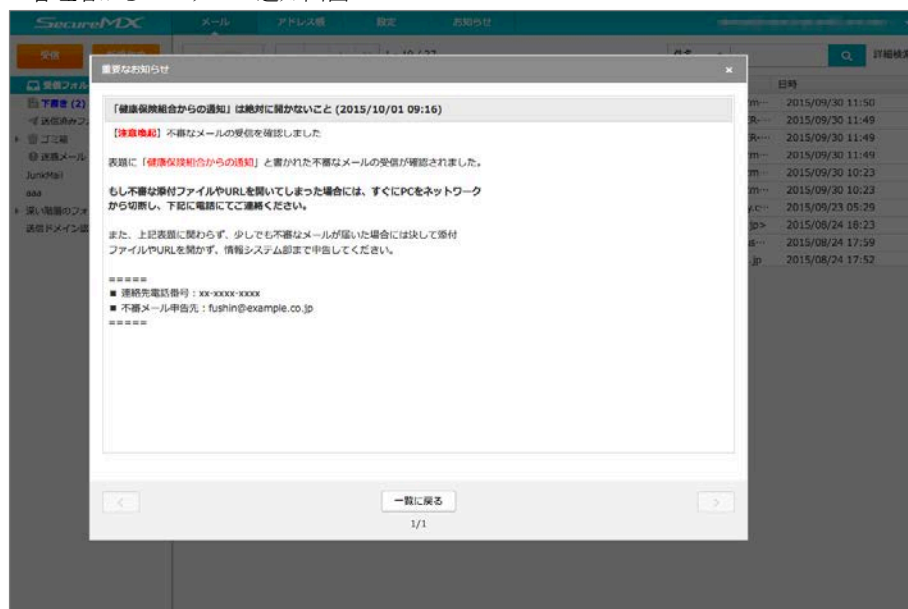 SecureMX
メール アドレス帳 設定 お知らせ
受信
1 - 10 / 27
件名
詳細検索
重要なお知らせ ×
日時
下書き (2)
ゴミ箱
迷惑メール
JunkMail
aaa
「健康保険組合からの通知」は絶対に開かないこと (2015/10/01 09:16)
【注意喚起】不審なメールの受信を確認しました
表題に「健康保険組合からの通知」と書かれた不審なメールの受信が確認されました。
もし不審な添付ファイルやURLを開いてしまった場合には、すぐにPCをネットワーク
から切断し、下記に電話にてご連絡ください。
また、上記表題に関わらず、少しでも不審なメールが届いた場合には決して添付
ファイルやURLを開かず、情報システム部まで申告してください。
=====
■ 連絡先電話番号：xx-xxxx-xxxx
■ 不審メール申告先：fushin@example.co.jp
=====
2015/09/30 11:50
2015/09/30 11:49
2015/09/30 11:49
2015/09/30 11:49
2015/09/30 10:23
2015/09/30 10:23
2015/09/23 05:29
2015/08/24 18:23
2015/08/24 17:59
2015/08/24 17:52
< 一覧に戻る >
1/1